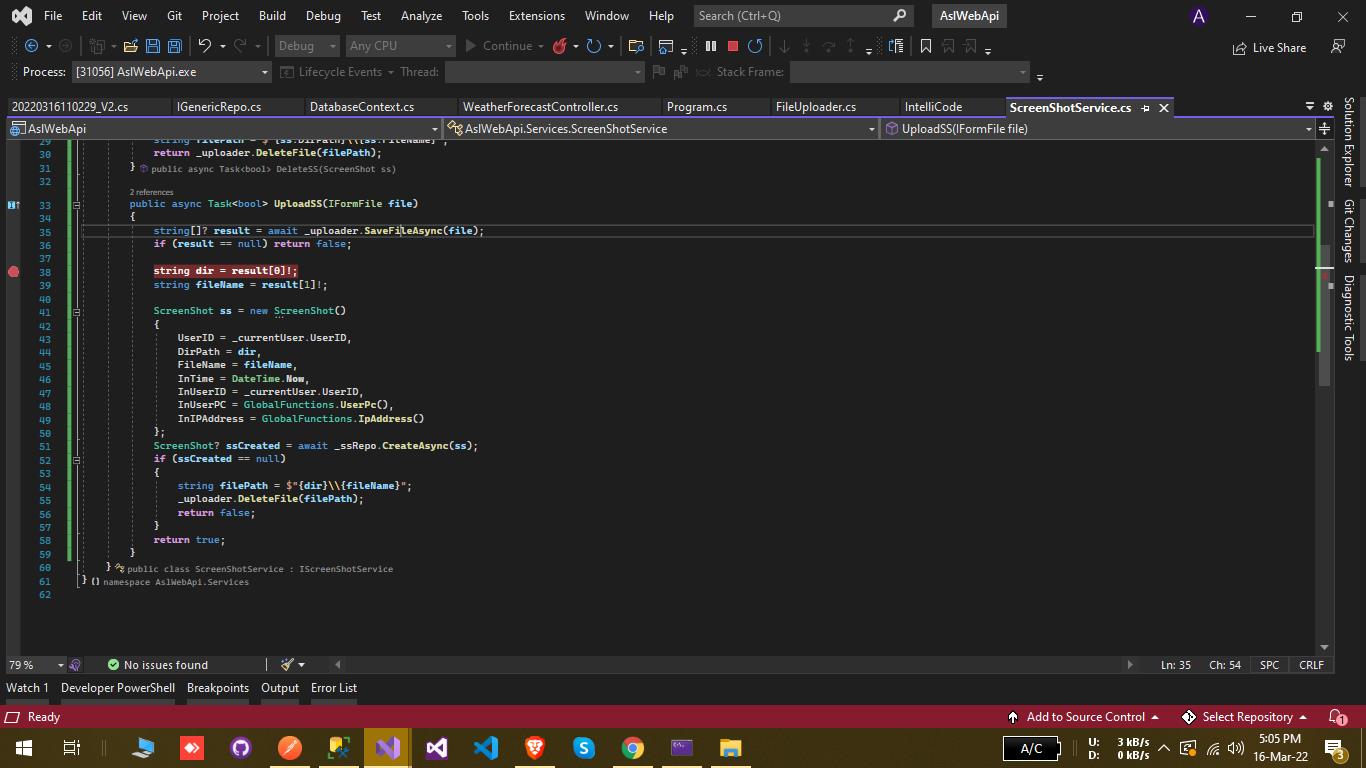 File Edit View Git Project Build Debug Test Analyze Tools Extensions Window Help Search (Ctrl+Q) AslWebApi A
Debug Any CPU Continue Live Share
Process: [31056] AslWebApi.exe Lifecycle Events Thread: Stack Frame:
20220316110229_V2.cs IGenericRepo.cs DatabaseContext.cs WeatherForecastController.cs Program.cs FileUploader.cs IntelliCode ScreenShotService.cs
AslWebApi AslWebApi.Services.ScreenShotService UploadSS(IFormFile file)
29 string filePath = $"{ss.DirPath}\\{ss.FileName}";
30 return _uploader.DeleteFile(filePath);
31 } public async Task<bool> DeleteSS(ScreenShot ss)
32
2 references
33 public async Task<bool> UploadSS(IFormFile file)
34 {
35 string[]? result = await _uploader.SaveFileAsync(file);
36 if (result == null) return false;
37
38 string dir = result[0]!;
39 string fileName = result[1]!;
40
41 ScreenShot ss = new ScreenShot()
42 {
43 UserID = _currentUser.UserID,
44 DirPath = dir,
45 FileName = fileName,
46 InTime = DateTime.Now,
47 InUserID = _currentUser.UserID,
48 InUserPC = GlobalFunctions.UserPc(),
49 InIPAddress = GlobalFunctions.IpAddress()
50 };
51 ScreenShot? ssCreated = await _ssRepo.CreateAsync(ss);
52 if (ssCreated == null)
53 {
54 string filePath = $"{dir}\\{fileName}";
55 _uploader.DeleteFile(filePath);
56 return false;
57 }
58 return true;
59 }
60 } public class ScreenShotService : IScreenShotService
61 } namespace AslWebApi.Services
62
Solution Explorer
Git Changes
Diagnostic Tools
79 % No issues found Ln: 35 Ch: 54 SPC CRLF
Watch 1 Developer PowerShell Breakpoints Output Error List
Ready Add to Source Control Select Repository 1
A/C U: 3 kB/s 5:05 PM
D: 0 kB/s 16-Mar-22 3